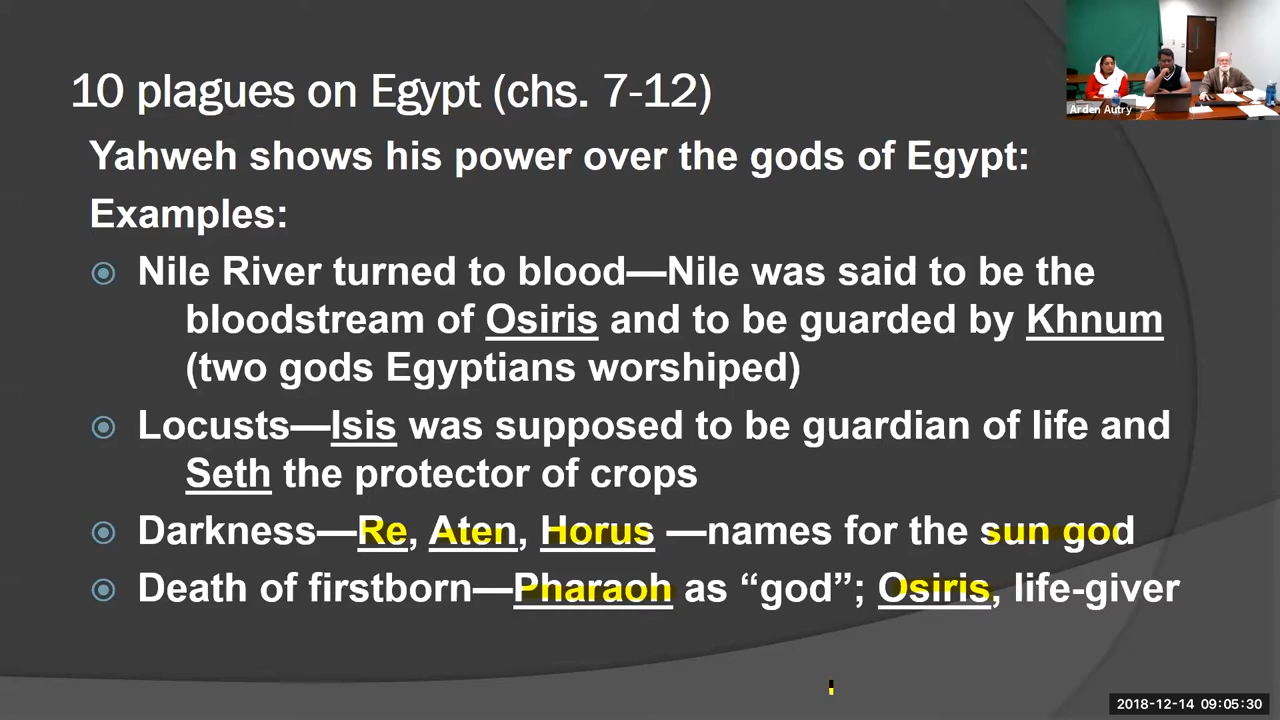 10 plagues on Egypt (chs. 7-12)
Yahweh shows his power over the gods of Egypt:
Examples:
Nile River turned to blood—Nile was said to be the
bloodstream of Osiris and to be guarded by Khnum
(two gods Egyptians worshiped)
Locusts—Isis was supposed to be guardian of life and
Seth the protector of crops
Darkness—Re, Aten, Horus —names for the sun god
Death of firstborn—Pharaoh as “god”; Osiris, life-giver
Arden Autry
2018-12-14 09:05:30